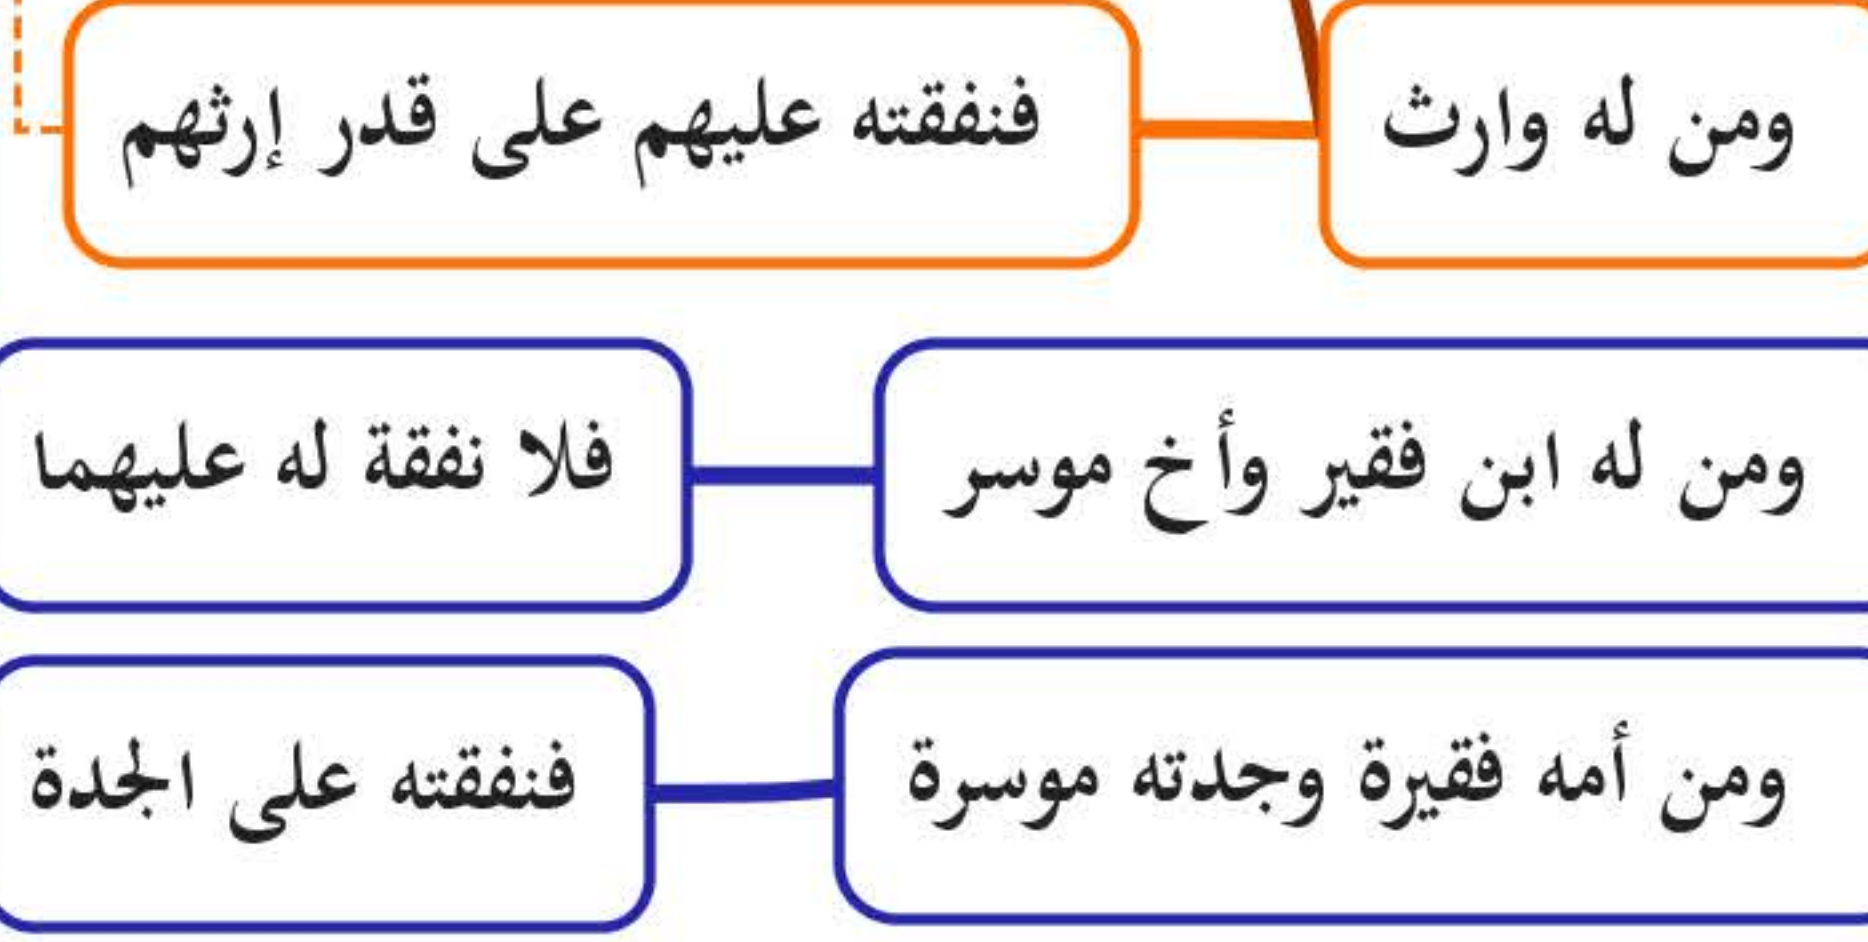 ومن له وارث
فنفقته عليهم على قدر إرثهم
ومن له ابن فقير وأخ موسر
فلا نفقة له عليهما
ومن أمه فقيرة وجدته موسرة
فنفقته على الجدة